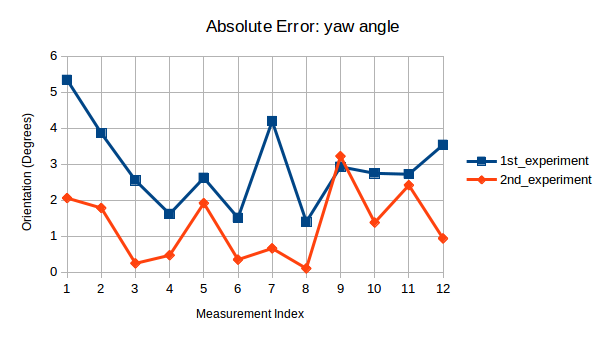 Absolute Error: yaw angle
6
5
4
3
2
1
0
Orientation (Degrees)
1 2 3 4 5 6 7 8 9 10 11 12
Measurement Index
1st_experiment
2nd_experiment